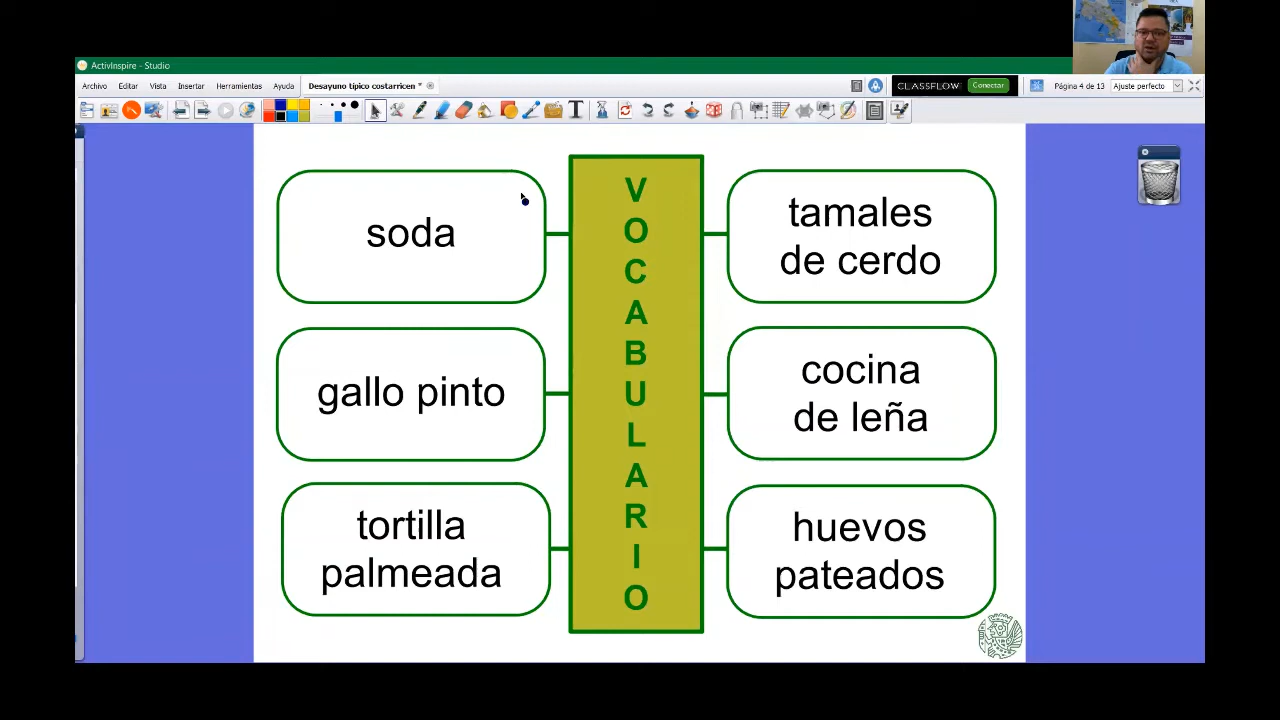 ActivInspire - Studio
Archivo Editar Vista Insertar Herramientas Ayuda
Desayuno típico costarricen *
CLASSFLOW Conectar
Página 4 de 13
Ajuste perfecto
soda
gallo pinto
tortilla
palmeada
VOCABULARIO
tamales
de cerdo
cocina
de leña
huevos
pateados